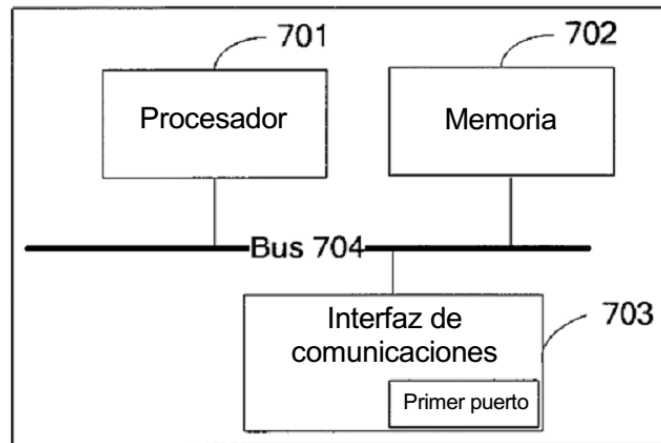 701
702
Procesador
Memoria
Bus 704
Interfaz de
comunicaciones
703
Primer puerto